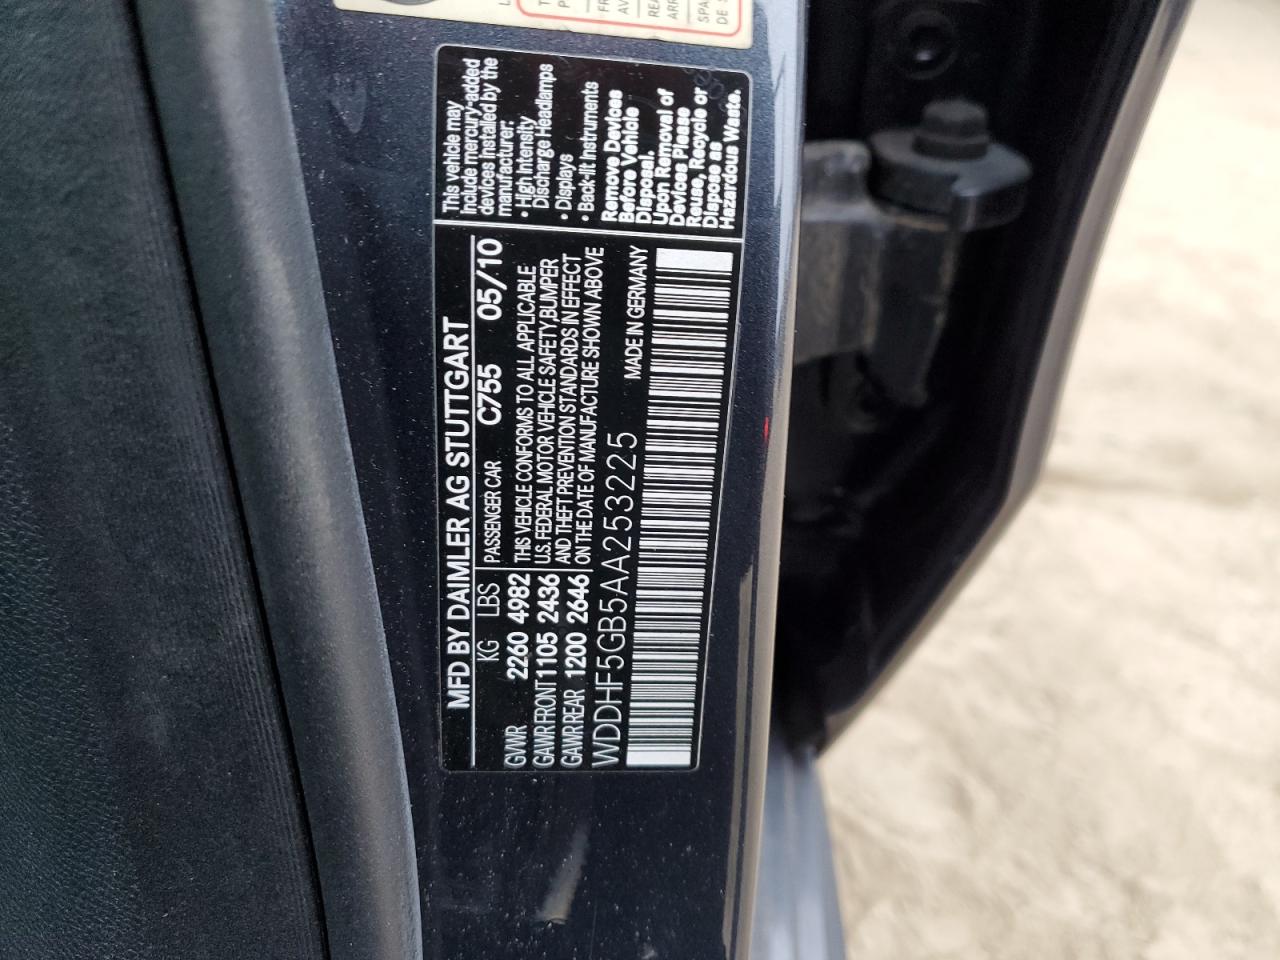 MFD BY DAIMLER AG STUTTGART
KG LBS PASSENGER CAR C755 05/10
GVWR 2260 4982 THIS VEHICLE CONFORMS TO ALL APPLICABLE
GAWR FRONT 1105 2436 U.S. FEDERAL MOTOR VEHICLE SAFETY, BUMPER
GAWR REAR 1200 2646 AND THEFT PREVENTION STANDARDS IN EFFECT
ON THE DATE OF MANUFACTURE SHOWN ABOVE
WDDHF5GB5AA253225 MADE IN GERMANY
This vehicle may
include mercury-added
devices installed by the
manufacturer:
• High Intensity
Discharge Headlamps
• Displays
• Back-lit Instruments
Remove Devices
Before Vehicle
Disposal.
Upon Removal of
Devices Please
Reuse, Recycle or
Dispose as
Hazardous Waste.